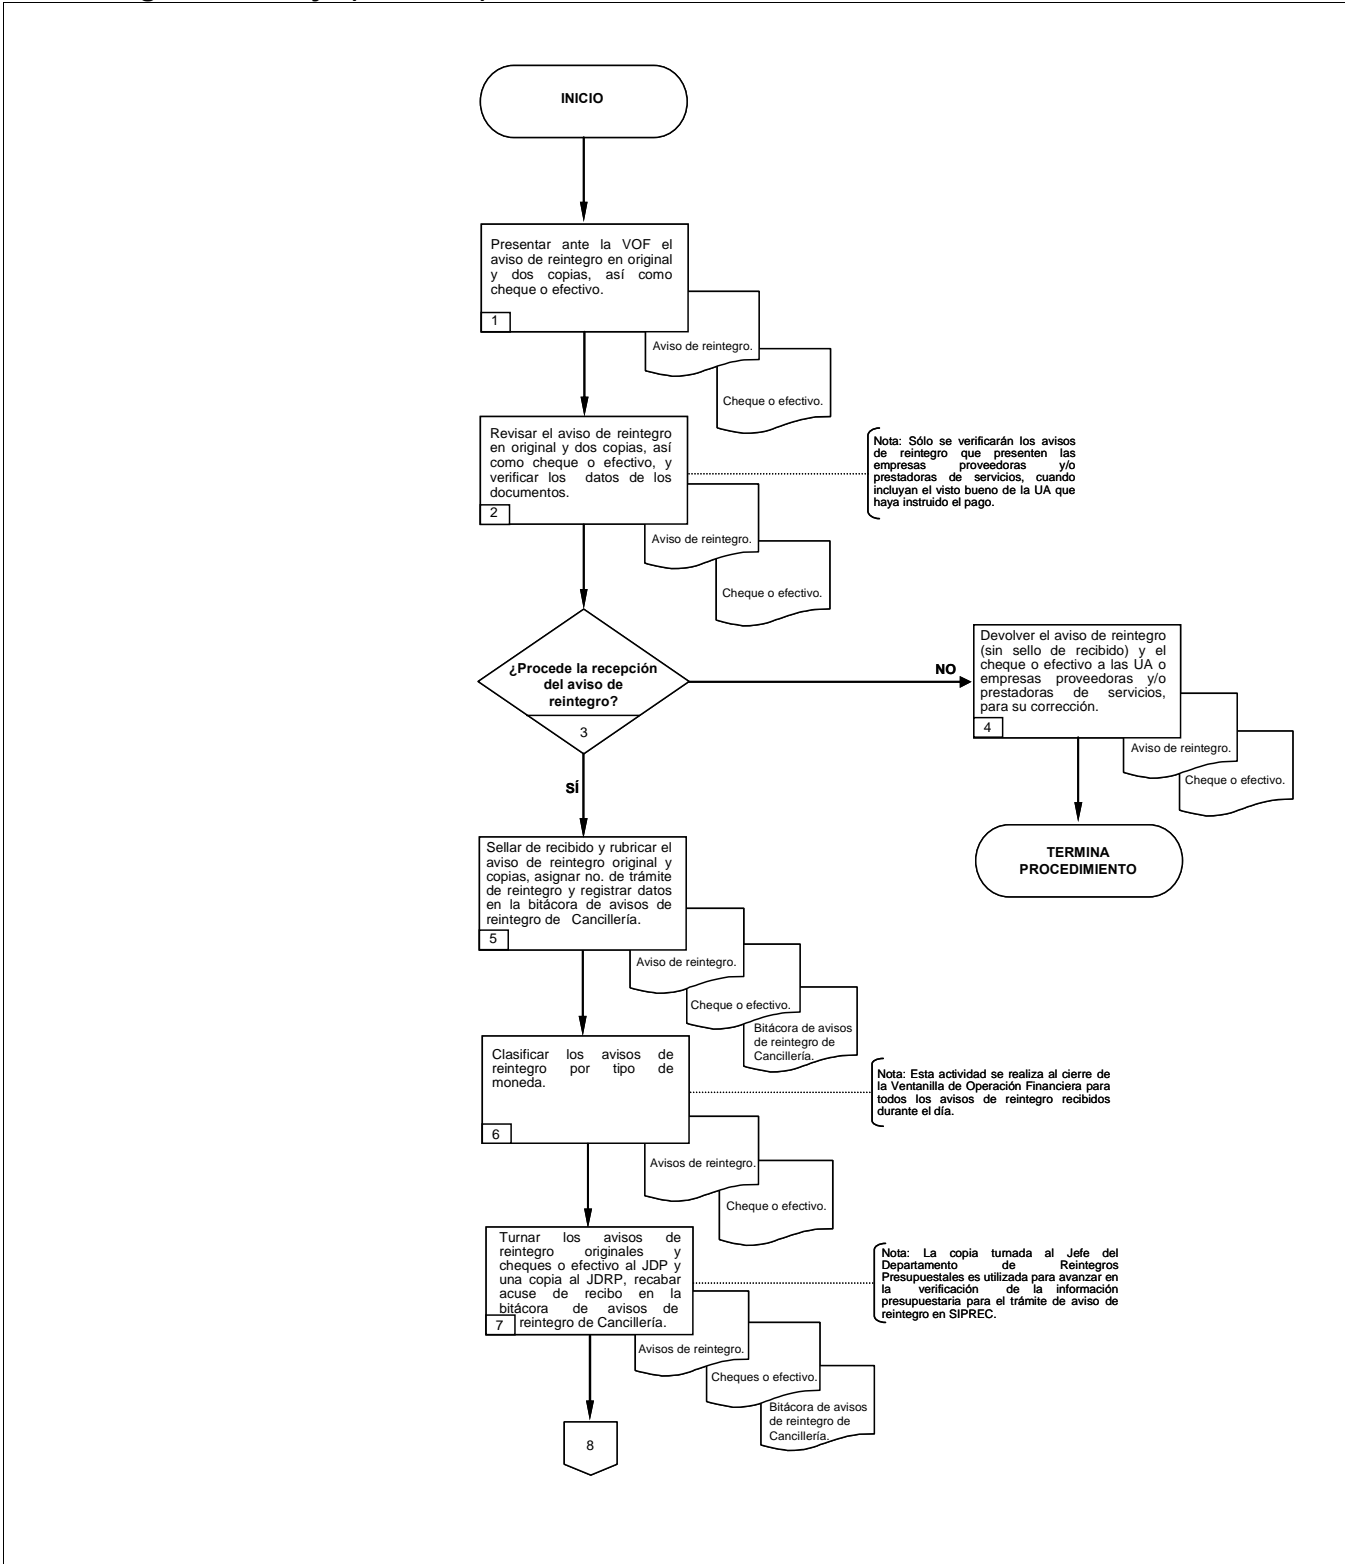 INICIO
Presentar ante la VOF el
aviso de reintegro en original
y dos copias, así como
cheque o efectivo.
1
Aviso de reintegro.
Cheque o efectivo.
Revisar el aviso de reintegro
en original y dos copias, así
como cheque o efectivo, y
verificar los datos de los
documentos.
2
Nota: Sólo se verificarán los avisos
de reintegro que presenten las
empresas proveedoras y/o
prestadoras de servicios, cuando
incluyan el visto bueno de la UA que
haya instruido el pago.
Aviso de reintegro.
Cheque o efectivo.
¿Procede la recepción
del aviso de
reintegro?
3
NO
Devolver el aviso de reintegro
(sin sello de recibido) y el
cheque o efectivo a las UA o
empresas proveedoras y/o
prestadoras de servicios,
para su corrección.
4
Aviso de reintegro.
Cheque o efectivo.
TERMINA
PROCEDIMIENTO
SÍ
Sellar de recibido y rubricar el
aviso de reintegro original y
copias, asignar no. de trámite
de reintegro y registrar datos
en la bitácora de avisos de
reintegro de Cancillería.
5
Aviso de reintegro.
Cheque o efectivo.
Bitácora de avisos
de reintegro de
Cancillería.
Clasificar los avisos de
reintegro por tipo de
moneda.
6
Nota: Esta actividad se realiza al cierre de
la Ventanilla de Operación Financiera para
todos los avisos de reintegro recibidos
durante el día.
Avisos de reintegro.
Cheque o efectivo.
Turnar los avisos de
reintegro originales y
cheques o efectivo al JDP y
una copia al JDRP, recabar
acuse de recibo en la
bitácora de avisos de
reintegro de Cancillería.
7
Nota: La copia turnada al Jefe del
Departamento de Reintegros
Presupuestales es utilizada para avanzar en
la verificación de la información
presupuestaria para el trámite de aviso de
reintegro en SIPREC.
Avisos de reintegro.
Cheques o efectivo.
Bitácora de avisos
de reintegro de
Cancillería.
8